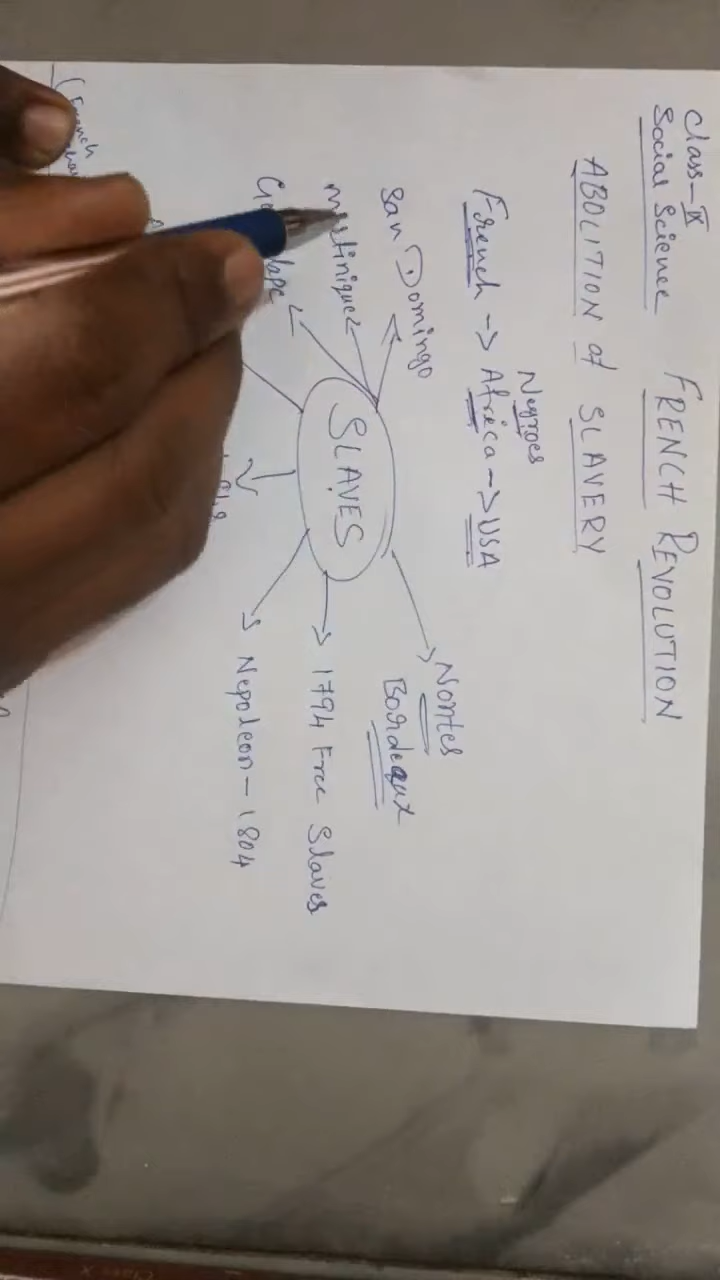 Class-IX
Social Science
FRENCH REVOLUTION
ABOLITION of SLAVERY
Negroes
French -> Africa -> USA
San Domingo
SLAVES
Nontes
Bordeaux
1794 Free Slaves
Nepoleon - 1804
(French